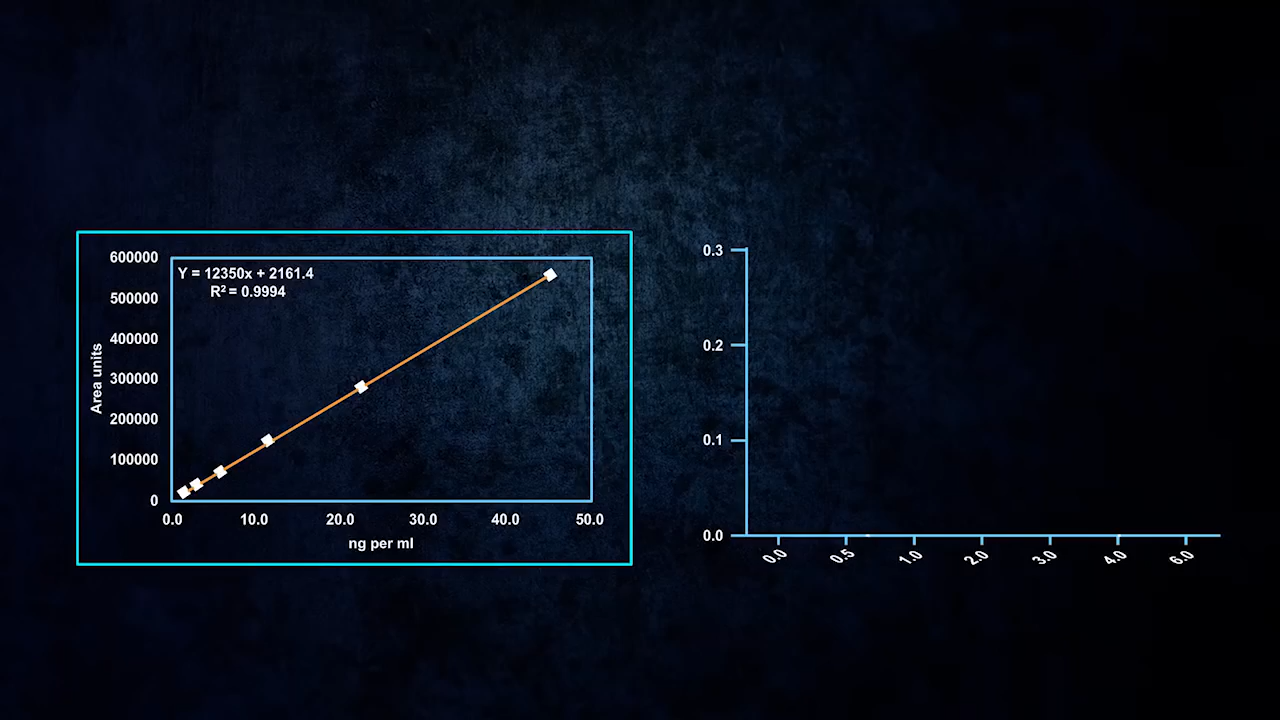 600000
500000
400000
300000
200000
100000
0
Area units
Y = 12350x + 2161.4
R² = 0.9994
0.0 10.0 20.0 30.0 40.0 50.0
ng per ml
0.3
0.2
0.1
0.0
0.0 0.5 1.0 2.0 3.0 4.0 6.0